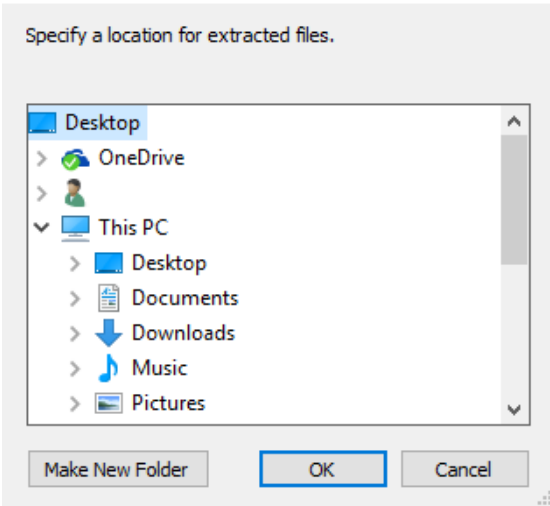 Specify a location for extracted files.
Desktop
OneDrive
This PC
Desktop
Documents
Downloads
Music
Pictures
Make New Folder OK Cancel